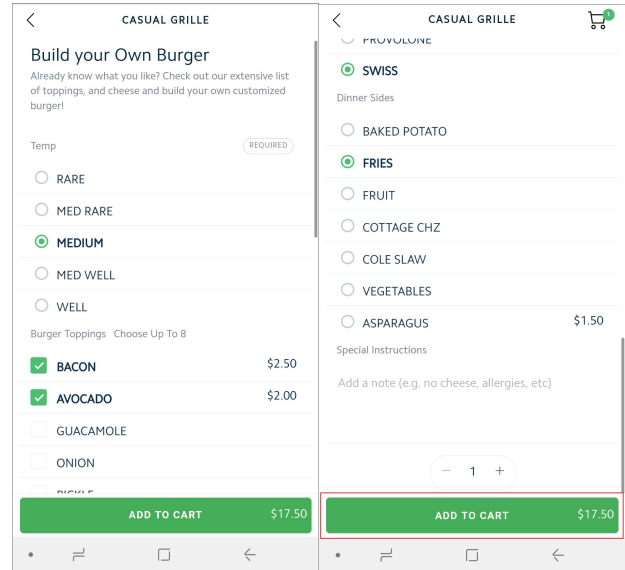 CASUAL GRILLE
Build your Own Burger
Already know what you like? Check out our extensive list
of toppings, and cheese and build your own customized
burger!
Temp REQUIRED
RARE
MED RARE
MEDIUM
MED WELL
WELL
Burger Toppings Choose Up To 8
BACON $2.50
AVOCADO $2.00
GUACAMOLE
ONION
PICKLE
ADD TO CART $17.50
CASUAL GRILLE 1
PROVOLONE
SWISS
Dinner Sides
BAKED POTATO
FRIES
FRUIT
COTTAGE CHZ
COLE SLAW
VEGETABLES
ASPARAGUS $1.50
Special Instructions
Add a note (e.g. no cheese, allergies, etc)
− 1 +
ADD TO CART $17.50